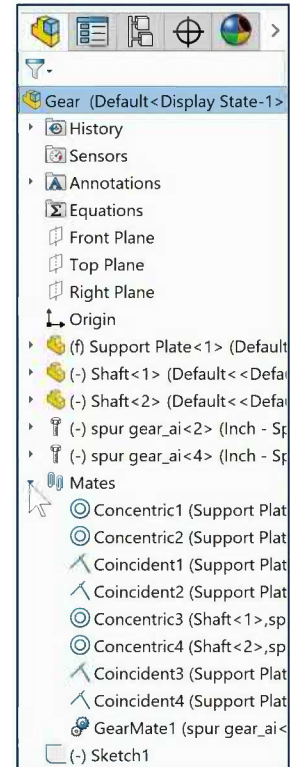 Gear (Default<Display State-1>
History
Sensors
Annotations
Equations
Front Plane
Top Plane
Right Plane
Origin
(f) Support Plate<1> (Default
(-) Shaft<1> (Default<<Defa
(-) Shaft<2> (Default<<Defa
(-) spur gear_ai<2> (Inch - Sp
(-) spur gear_ai<4> (Inch - Sp
Mates
Concentric1 (Support Plat
Concentric2 (Support Plat
Coincident1 (Support Plat
Coincident2 (Support Plat
Concentric3 (Shaft<1>,sp
Concentric4 (Shaft<2>,sp
Coincident3 (Support Plat
Coincident4 (Support Plat
GearMate1 (spur gear_ai<
(-) Sketch1